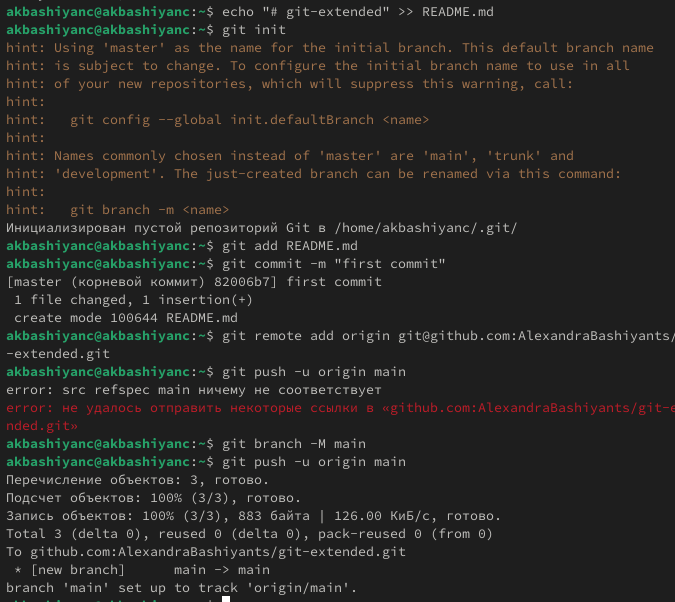 akbashiyanc@akbashiyanc:~$ echo "# git-extended" >> README.md
akbashiyanc@akbashiyanc:~$ git init
hint: Using 'master' as the name for the initial branch. This default branch name
hint: is subject to change. To configure the initial branch name to use in all
hint: of your new repositories, which will suppress this warning, call:
hint:
hint:   git config --global init.defaultBranch <name>
hint:
hint: Names commonly chosen instead of 'master' are 'main', 'trunk' and
hint: 'development'. The just-created branch can be renamed via this command:
hint:
hint:   git branch -m <name>
Инициализирован пустой репозиторий Git в /home/akbashiyanc/.git/
akbashiyanc@akbashiyanc:~$ git add README.md
akbashiyanc@akbashiyanc:~$ git commit -m "first commit"
[master (корневой коммит) 82006b7] first commit
 1 file changed, 1 insertion(+)
 create mode 100644 README.md
akbashiyanc@akbashiyanc:~$ git remote add origin git@github.com:AlexandraBashiyants/
-extended.git
akbashiyanc@akbashiyanc:~$ git push -u origin main
error: src refspec main ничему не соответствует
error: не удалось отправить некоторые ссылки в «github.com:AlexandraBashiyants/git-e
nded.git»
akbashiyanc@akbashiyanc:~$ git branch -M main
akbashiyanc@akbashiyanc:~$ git push -u origin main
Перечисление объектов: 3, готово.
Подсчет объектов: 100% (3/3), готово.
Запись объектов: 100% (3/3), 883 байта | 126.00 КиБ/с, готово.
Total 3 (delta 0), reused 0 (delta 0), pack-reused 0 (from 0)
To github.com:AlexandraBashiyants/git-extended.git
 * [new branch]      main -> main
branch 'main' set up to track 'origin/main'.